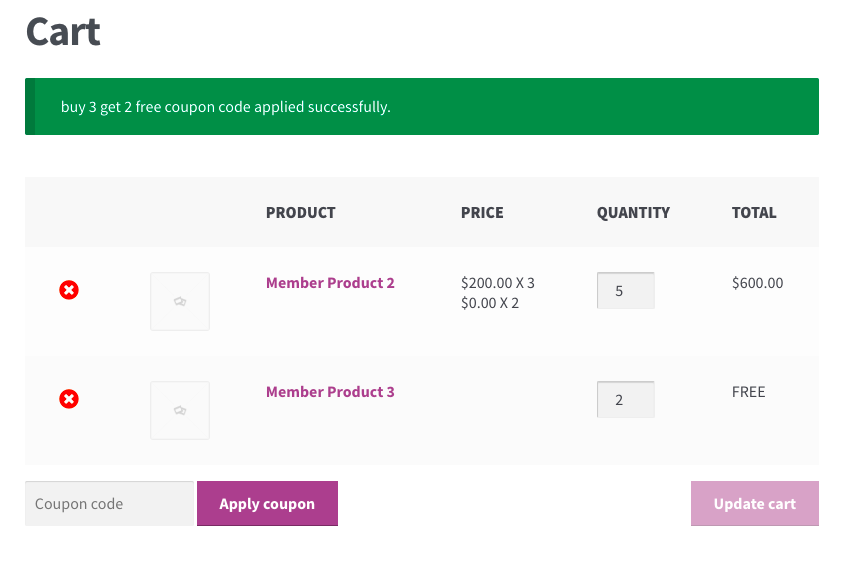 Cart
buy 3 get 2 free coupon code applied successfully.
PRODUCT PRICE QUANTITY TOTAL
Member Product 2 $200.00 X 3 5 $600.00
$0.00 X 2
Member Product 3 2 FREE
Coupon code Apply coupon Update cart